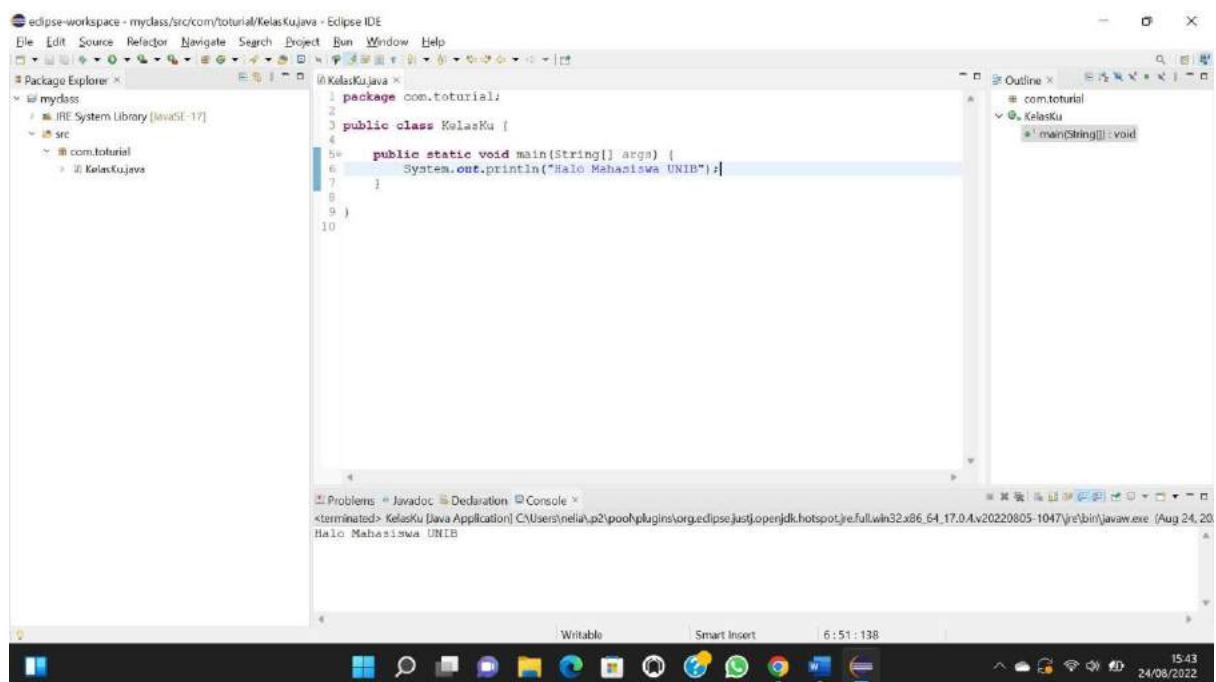 eclipse-workspace - myclass/src/com/toturial/KelasKu.java - Eclipse IDE
File Edit Source Refactor Navigate Search Project Run Window Help
Package Explorer
myclass
JRE System Library [JavaSE-17]
src
com.toturial
KelasKu.java
KelasKu.java
1 package com.toturial;
2
3 public class KelasKu {
4
5 public static void main(String[] args) {
6 System.out.println("Halo Mahasiswa UNIB");
7 }
8
9 }
10
Outline
com.toturial
KelasKu
main(String[]) : void
Problems Javadoc Declaration Console
<terminated> KelasKu [Java Application] C:\Users\nelia\.p2\pool\plugins\org.eclipse.justj.openjdk.hotspot.jre.full.win32.x86_64_17.0.4.v20220805-1047\jre\bin\javaw.exe (Aug 24, 20
Halo Mahasiswa UNIB
Writable Smart Insert 6 : 51 : 138
15:43
24/08/2022